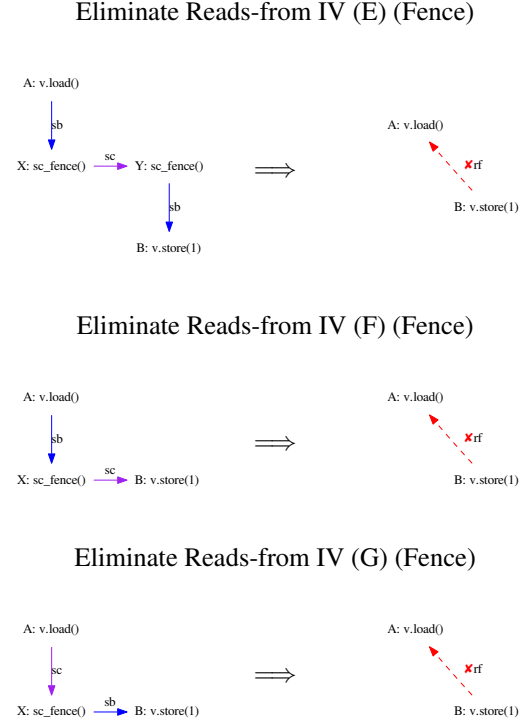 Eliminate Reads-from IV (E) (Fence)
A: v.load()
A: v.load()
sb
sc
X: sc_fence()
Y: sc_fence()
⟹
✘rf
sb
B: v.store(1)
B: v.store(1)
Eliminate Reads-from IV (F) (Fence)
A: v.load()
A: v.load()
sb
⟹
✘rf
sc
X: sc_fence()
B: v.store(1)
B: v.store(1)
Eliminate Reads-from IV (G) (Fence)
A: v.load()
A: v.load()
sc
⟹
✘rf
sb
X: sc_fence()
B: v.store(1)
B: v.store(1)